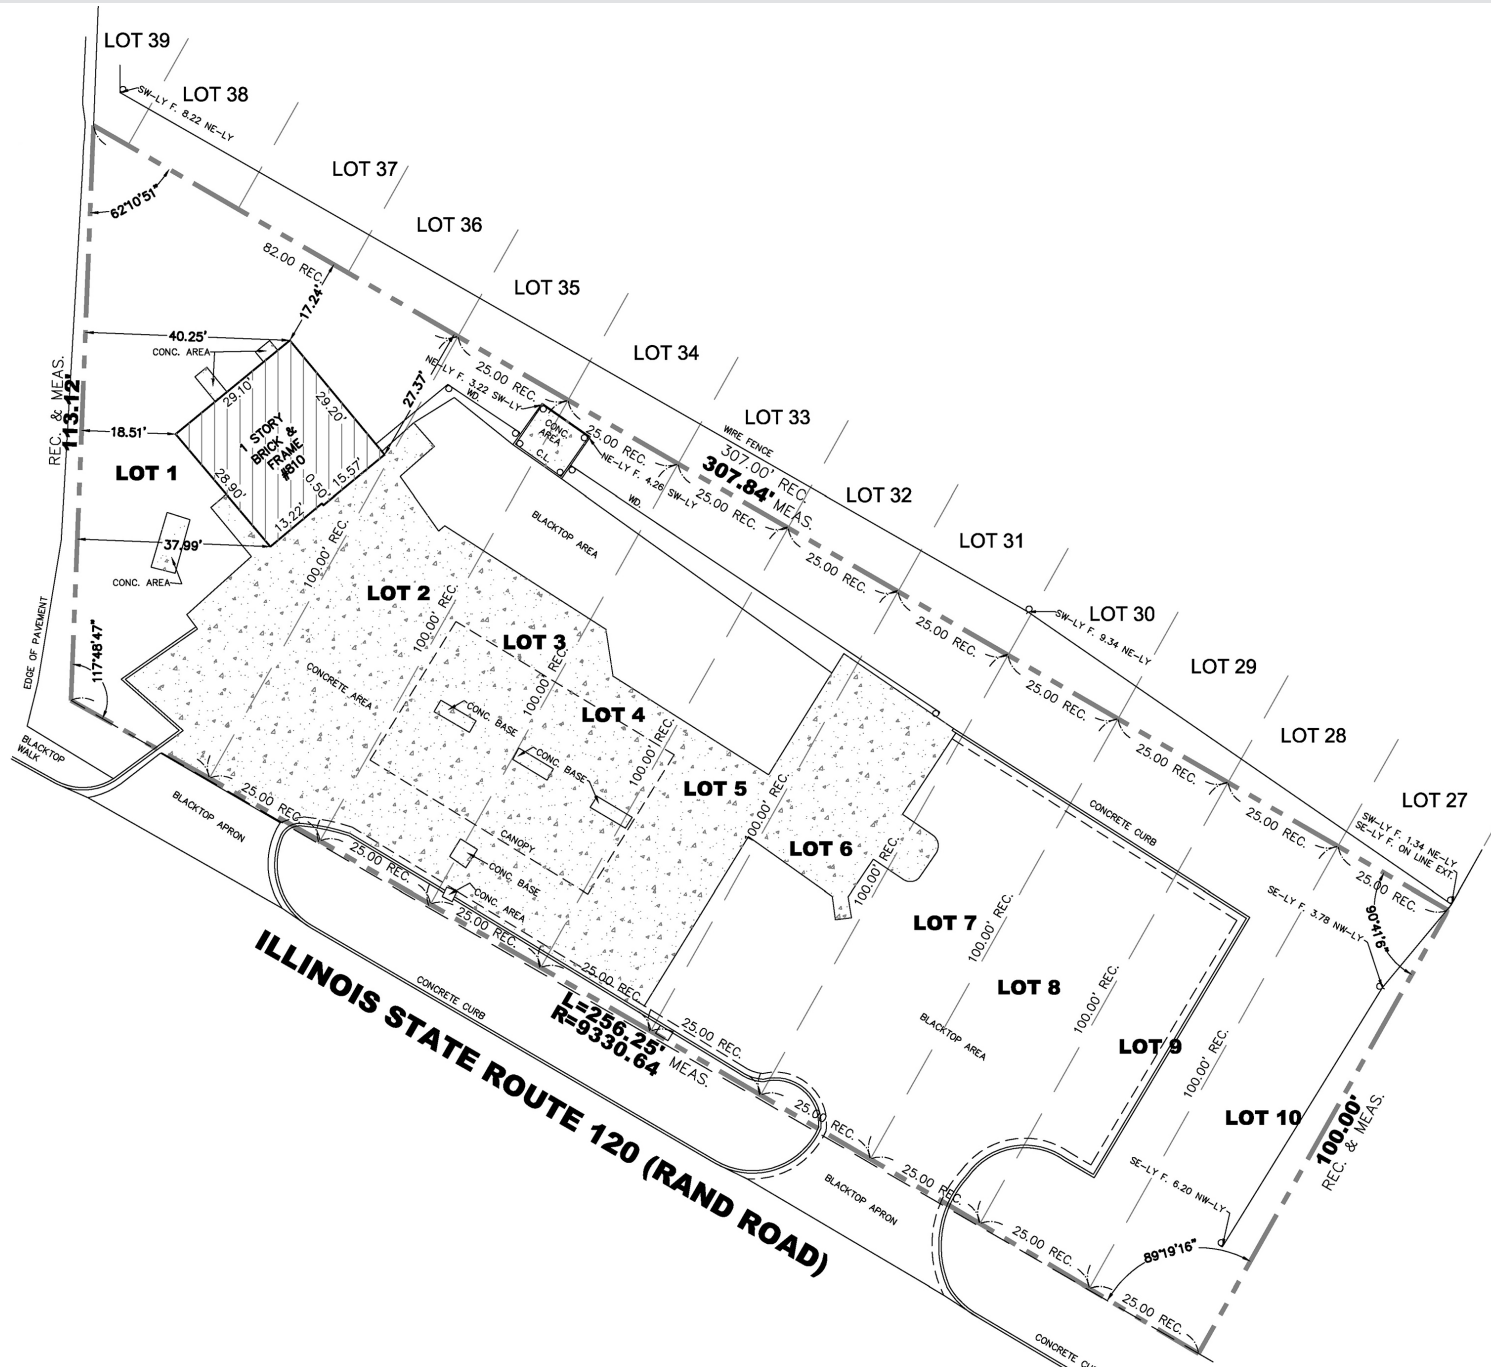 LOT 39
LOT 38
SW-LY F. 8.22 NE-LY
LOT 37
LOT 36
62°10'51"
82.00 REC.
17.24'
LOT 35
40.25'
CONC. AREA
LOT 34
NE-LY F. 3.22 SW-LY
WD.
25.00 REC.
27.37'
REC. & MEAS.
113.12'
29.10'
29.20'
18.51'
1 STORY
BRICK &
FRAME
#810
CONC.
AREA
C.L.
LOT 33
WIRE FENCE
307.00' REC.
307.84' MEAS.
25.00 REC.
NE-LY F. 4.26 SW-LY
WD.
25.00 REC.
LOT 1
28.90'
0.50'
15.57'
13.22'
LOT 32
BLACKTOP AREA
37.99'
CONC. AREA
100.00' REC.
LOT 31
25.00 REC.
LOT 2
100.00' REC.
LOT 30
SW-LY F. 9.34 NE-LY
25.00 REC.
EDGE OF PAVEMENT
117°48'47"
LOT 3
100.00' REC.
LOT 29
25.00 REC.
CONCRETE AREA
CONC. BASE
LOT 4
100.00' REC.
LOT 28
25.00 REC.
BLACKTOP
WALK
CONC. BASE
LOT 5
100.00' REC.
LOT 27
25.00 REC.
BLACKTOP APRON
25.00 REC.
CONCRETE CURB
SW-LY F. 1.34 NE-LY
SE-LY F. ON LINE EXT.
CANOPY
LOT 6
100.00' REC.
25.00 REC.
25.00 REC.
CONC. BASE
CONC. AREA
SE-LY F. 3.78 NW-LY
90°41'6"
25.00 REC.
LOT 7
100.00' REC.
25.00 REC.
LOT 8
100.00' REC.
CONCRETE CURB
L=256.25'
R=9330.64
MEAS.
25.00 REC.
BLACKTOP AREA
LOT 9
100.00' REC.
ILLINOIS STATE ROUTE 120 (RAND ROAD)
25.00 REC.
LOT 10
100.00'
REC. & MEAS.
BLACKTOP APRON
25.00 REC.
SE-LY F. 6.20 NW-LY
25.00 REC.
89°19'16"
25.00 REC.
CONCRETE CU